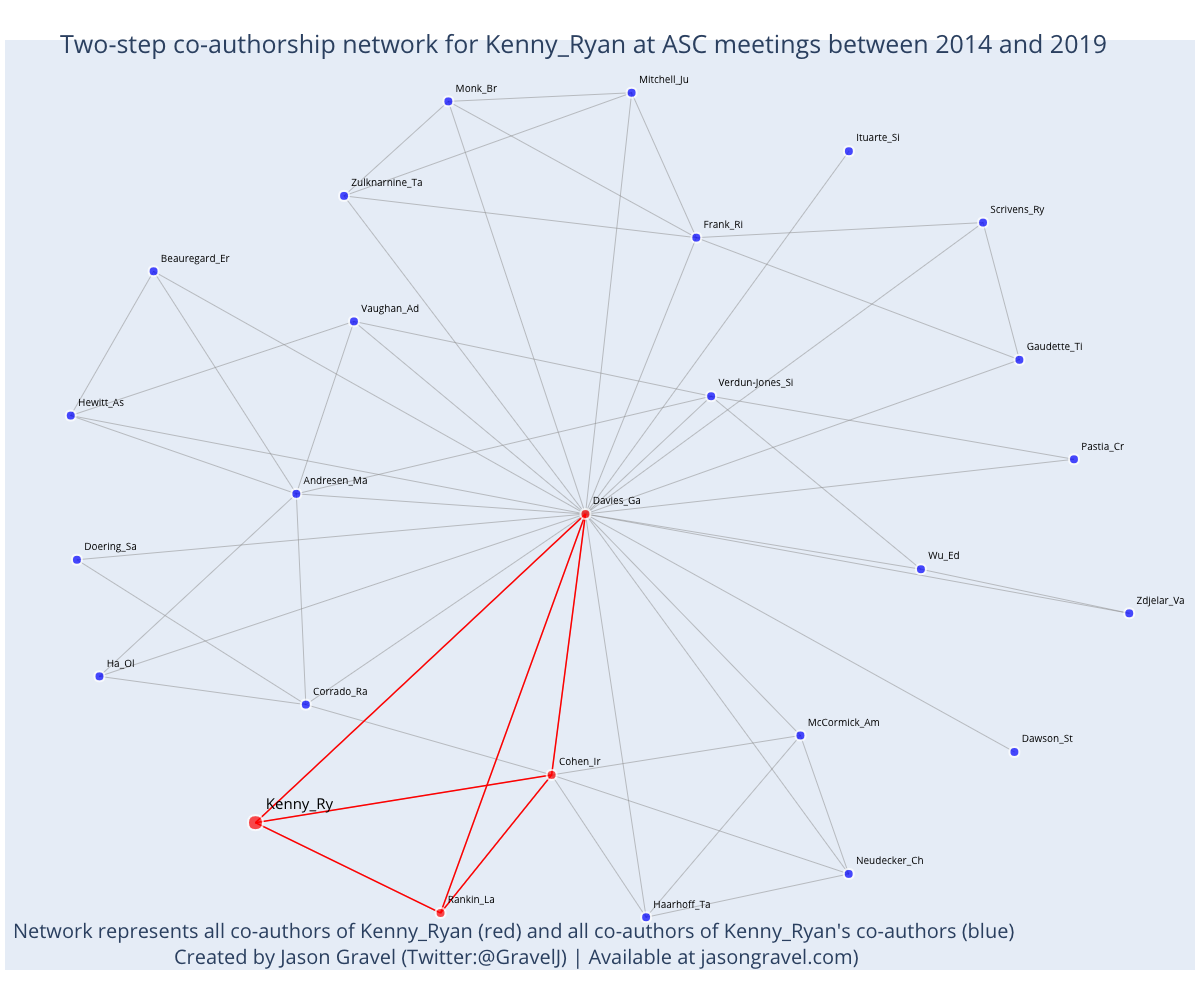 Two-step co-authorship network for Kenny_Ryan at ASC meetings between 2014 and 2019
Mitchell_Ju
Monk_Br
Ituarte_Si
Zulknarnine_Ta
Scrivens_Ry
Frank_Ri
Beauregard_Er
Vaughan_Ad
Gaudette_Ti
Verdun-Jones_Si
Hewitt_As
Pastia_Cr
Andresen_Ma
Davies_Ga
Doering_Sa
Wu_Ed
Zdjelar_Va
Ha_Ol
Corrado_Ra
McCormick_Am
Dawson_St
Cohen_Ir
Kenny_Ry
Neudecker_Ch
Rankin_La
Haarhoff_Ta
Network represents all co-authors of Kenny_Ryan (red) and all co-authors of Kenny_Ryan's co-authors (blue)
Created by Jason Gravel (Twitter:@GravelJ) | Available at jasongravel.com)